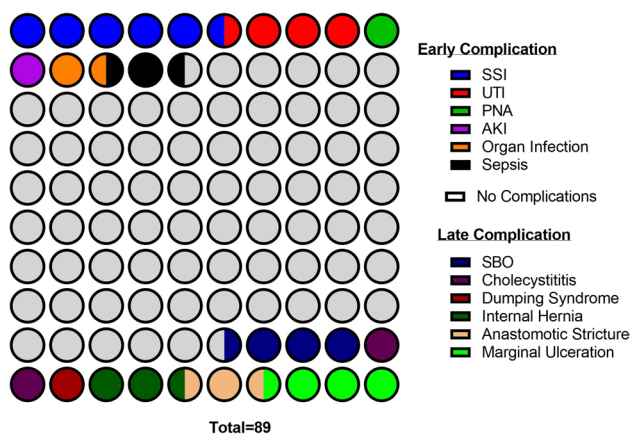 Early Complication
SSI
UTI
PNA
AKI
Organ Infection
Sepsis
No Complications
Late Complication
SBO
Cholecystititis
Dumping Syndrome
Internal Hernia
Anastomotic Stricture
Marginal Ulceration
Total=89